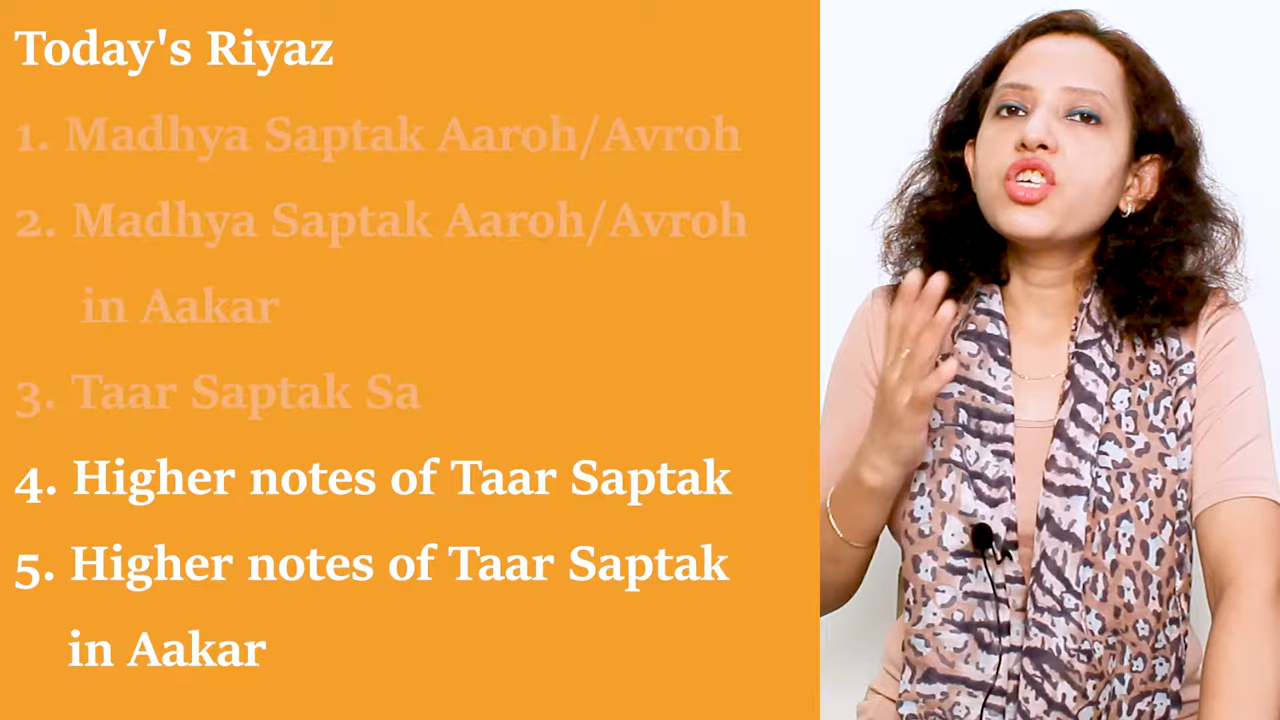 Today's Riyaz
1. Madhya Saptak Aaroh/Avroh
2. Madhya Saptak Aaroh/Avroh
in Aakar
3. Taar Saptak Sa
4. Higher notes of Taar Saptak
5. Higher notes of Taar Saptak
in Aakar